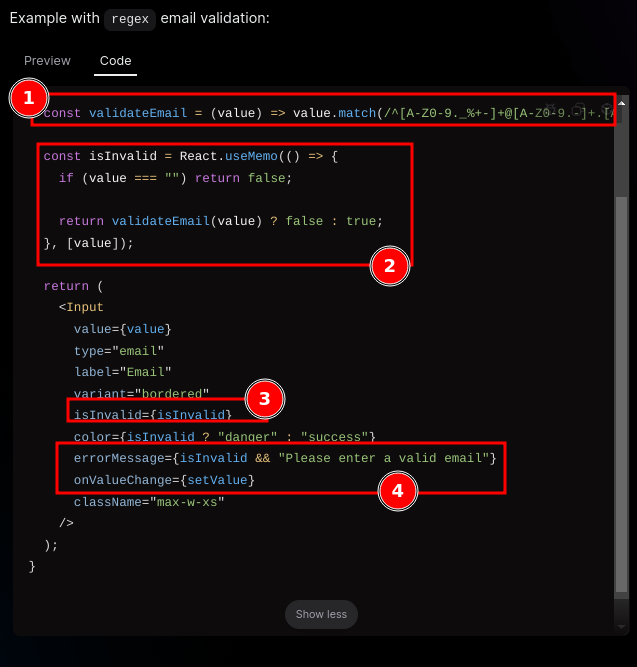 Example with regex email validation:
Preview Code
1
const validateEmail = (value) => value.match(/^[A-Z0-9._%+-]+@[A-Z0-9.-]+.[A
const isInvalid = React.useMemo(() => {
if (value === "") return false;
return validateEmail(value) ? false : true;
}, [value]);
2
return (
<Input
value={value}
type="email"
label="Email"
variant="bordered"
3
isInvalid={isInvalid}
color={isInvalid ? "danger" : "success"}
errorMessage={isInvalid && "Please enter a valid email"}
onValueChange={setValue}
4
className="max-w-xs"
/>
);
}
Show less